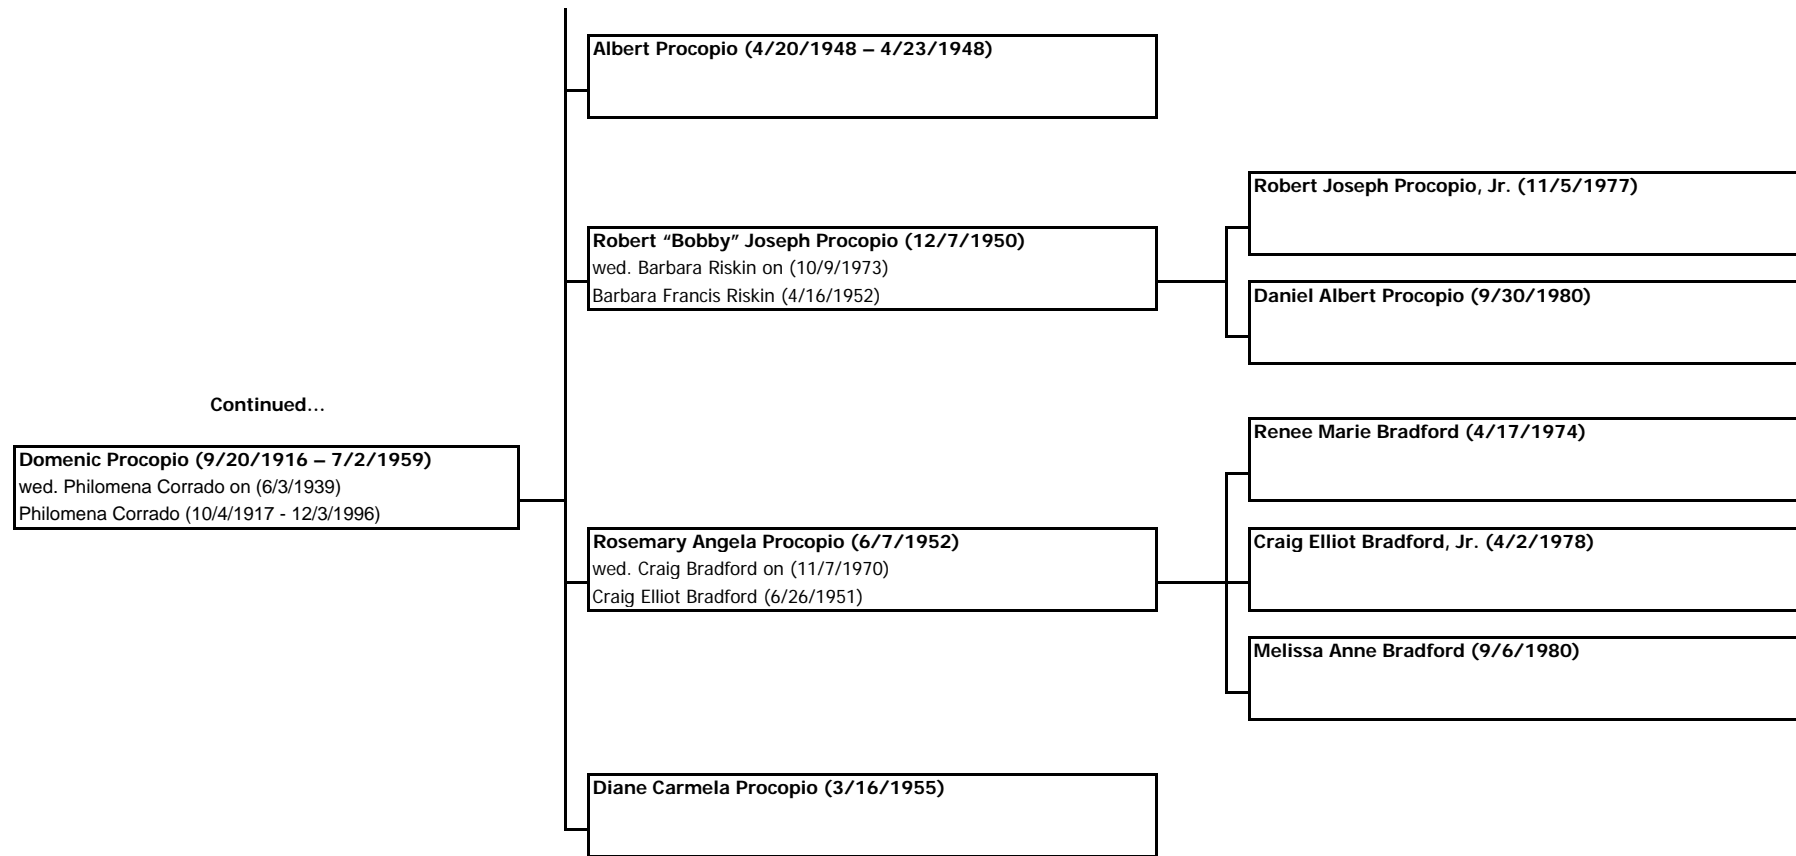 Albert Procopio (4/20/1948 – 4/23/1948)
Robert Joseph Procopio, Jr. (11/5/1977)
Robert “Bobby” Joseph Procopio (12/7/1950)
wed. Barbara Riskin on (10/9/1973)
Barbara Francis Riskin (4/16/1952)
Daniel Albert Procopio (9/30/1980)
Continued…
Domenic Procopio (9/20/1916 – 7/2/1959)
wed. Philomena Corrado on (6/3/1939)
Philomena Corrado (10/4/1917 - 12/3/1996)
Renee Marie Bradford (4/17/1974)
Rosemary Angela Procopio (6/7/1952)
wed. Craig Bradford on (11/7/1970)
Craig Elliot Bradford (6/26/1951)
Craig Elliot Bradford, Jr. (4/2/1978)
Melissa Anne Bradford (9/6/1980)
Diane Carmela Procopio (3/16/1955)